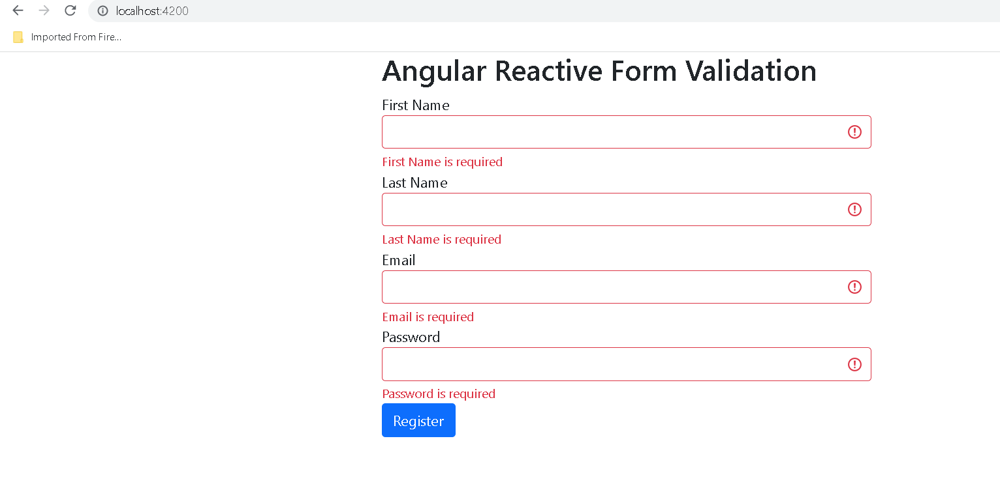 localhost:4200
Imported From Fire...
Angular Reactive Form Validation
First Name
First Name is required
Last Name
Last Name is required
Email
Email is required
Password
Password is required
Register